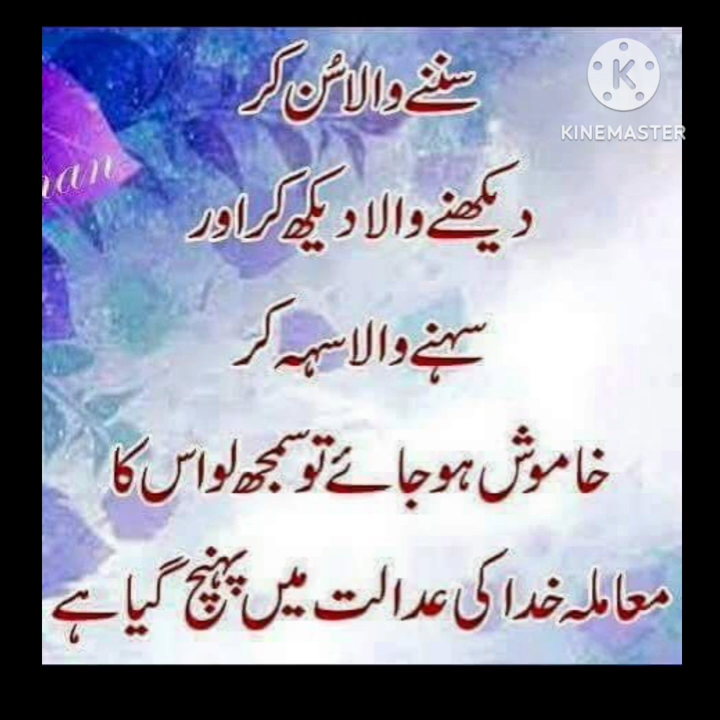 سننے والا سُن کر
KINEMASTER
دیکھنے والا دیکھ کر اور
سہنے والا سہہ کر
خاموش ہو جائے تو سمجھ لو اس کا
معاملہ خدا کی عدالت میں پہنچ گیا ہے